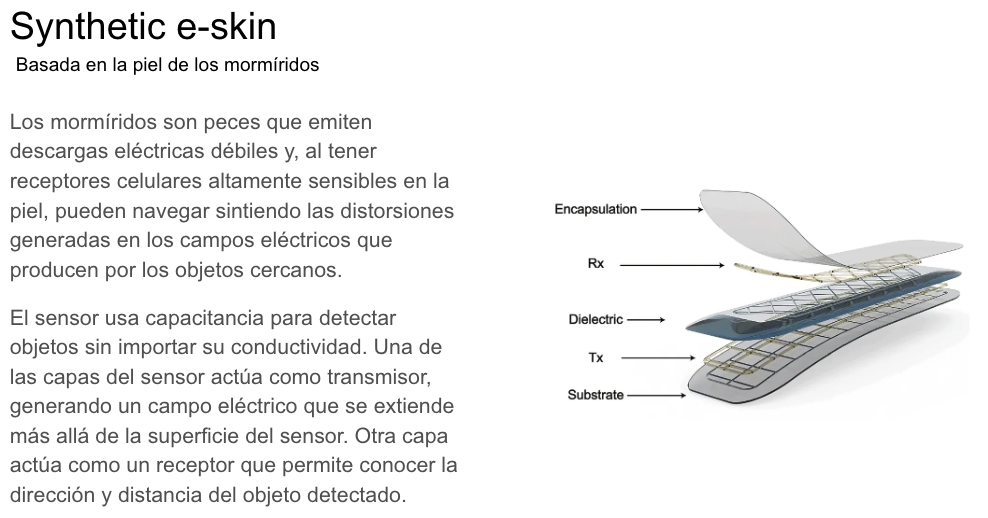 Synthetic e-skin
Basada en la piel de los mormíridos
Los mormíridos son peces que emiten
descargas eléctricas débiles y, al tener
receptores celulares altamente sensibles en la
piel, pueden navegar sintiendo las distorsiones
generadas en los campos eléctricos que
producen por los objetos cercanos.
El sensor usa capacitancia para detectar
objetos sin importar su conductividad. Una de
las capas del sensor actúa como transmisor,
generando un campo eléctrico que se extiende
más allá de la superficie del sensor. Otra capa
actúa como un receptor que permite conocer la
dirección y distancia del objeto detectado.
Encapsulation
Rx
Dielectric
Tx
Substrate